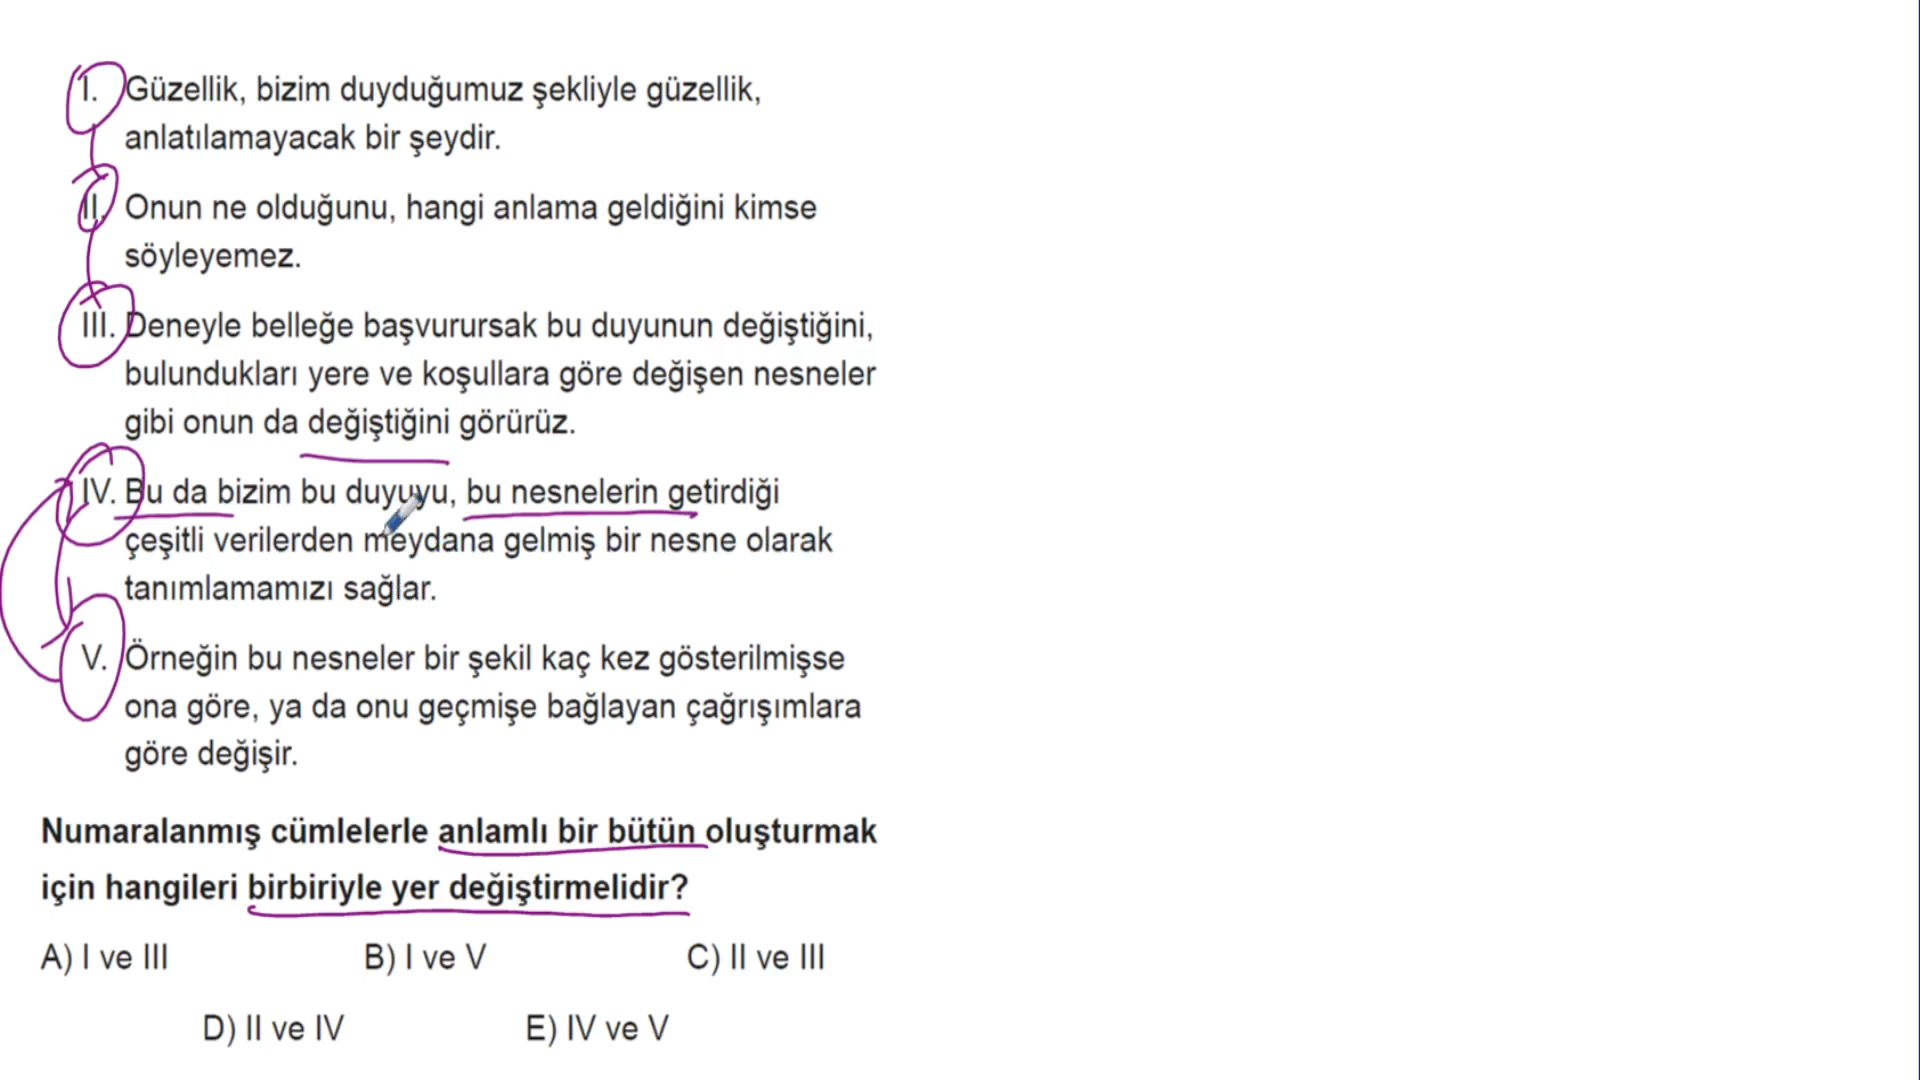 I. Güzellik, bizim duyduğumuz şekliyle güzellik,
anlatılamayacak bir şeydir.
II. Onun ne olduğunu, hangi anlama geldiğini kimse
söyleyemez.
III. Deneyle belleğe başvurursak bu duyunun değiştiğini,
bulundukları yere ve koşullara göre değişen nesneler
gibi onun da değiştiğini görürüz.
IV. Bu da bizim bu duyuyu, bu nesnelerin getirdiği
çeşitli verilerden meydana gelmiş bir nesne olarak
tanımlamamızı sağlar.
V. Örneğin bu nesneler bir şekil kaç kez gösterilmişse
ona göre, ya da onu geçmişe bağlayan çağrışımlara
göre değişir.
Numaralanmış cümlelerle anlamlı bir bütün oluşturmak
için hangileri birbiriyle yer değiştirmelidir?
A) I ve III B) I ve V C) II ve III
D) II ve IV E) IV ve V